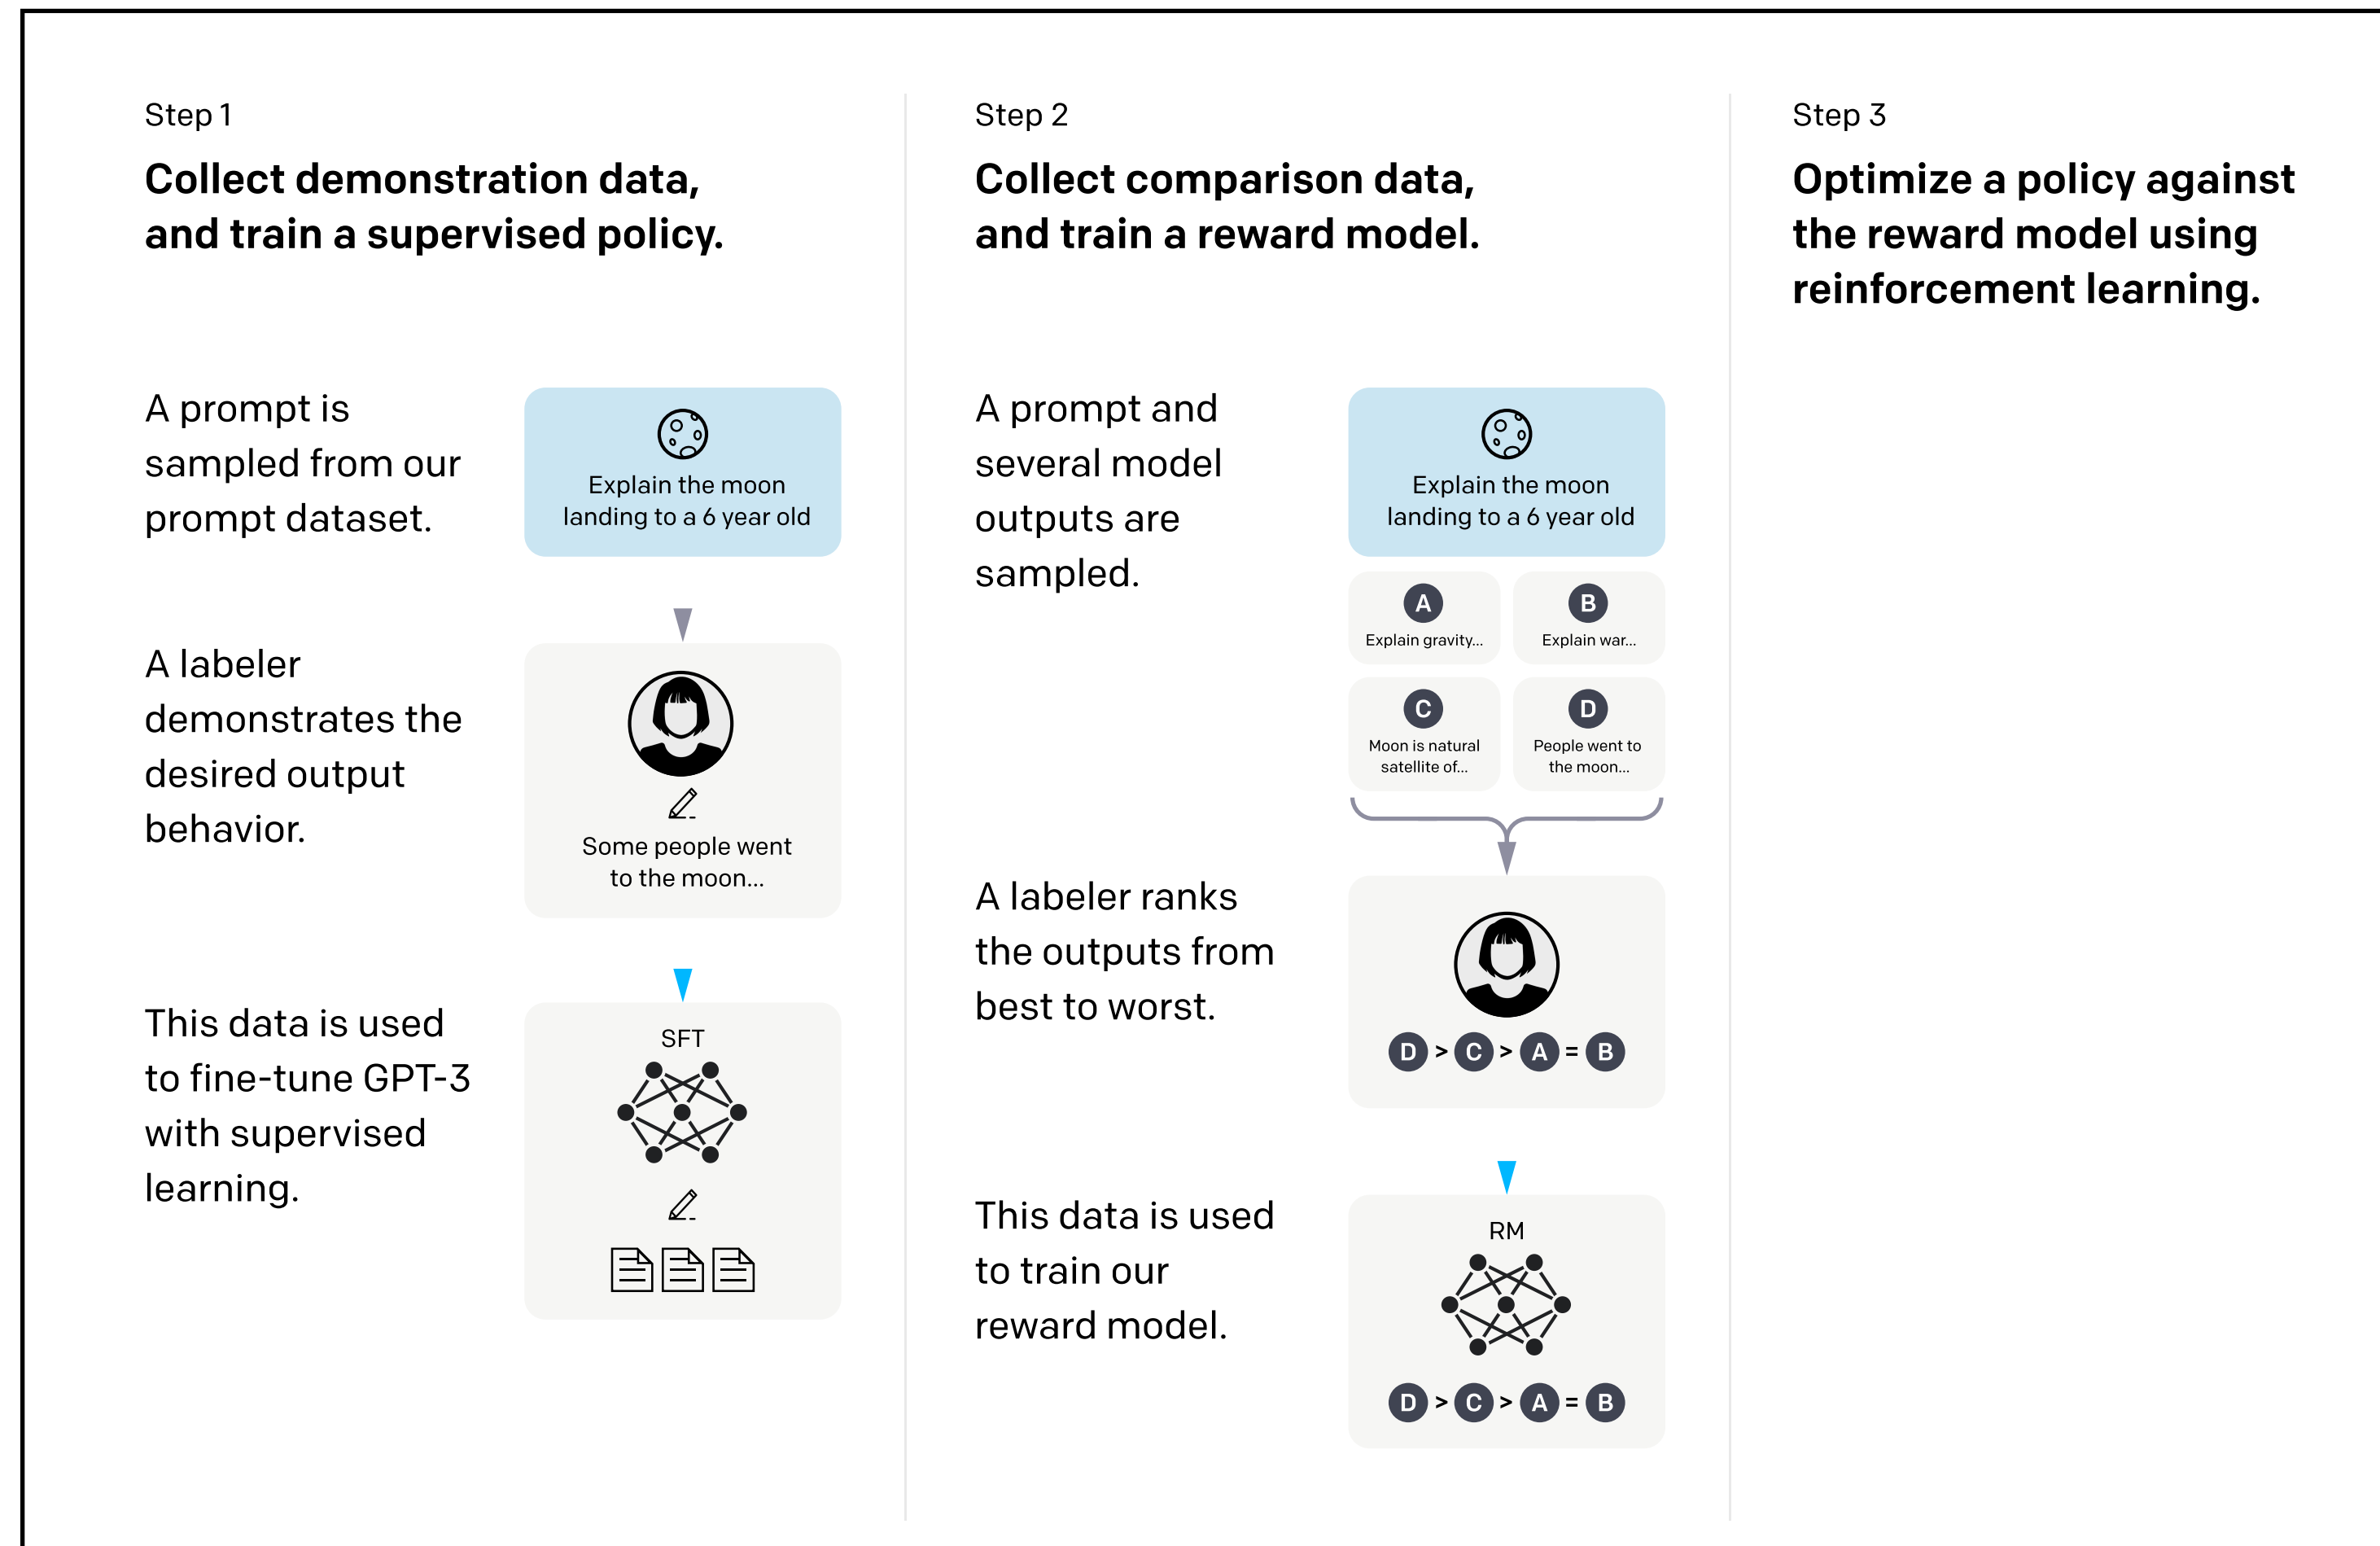 Step 1
Collect demonstration data,
and train a supervised policy.
A prompt is
sampled from our
prompt dataset.
Explain the moon
landing to a 6 year old
A labeler
demonstrates the
desired output
behavior.
Some people went
to the moon...
This data is used
to fine-tune GPT-3
with supervised
learning.
SFT
Step 2
Collect comparison data,
and train a reward model.
A prompt and
several model
outputs are
sampled.
Explain the moon
landing to a 6 year old
A
Explain gravity...
B
Explain war...
C
Moon is natural
satellite of...
D
People went to
the moon...
A labeler ranks
the outputs from
best to worst.
D > C > A = B
This data is used
to train our
reward model.
RM
D > C > A = B
Step 3
Optimize a policy against
the reward model using
reinforcement learning.